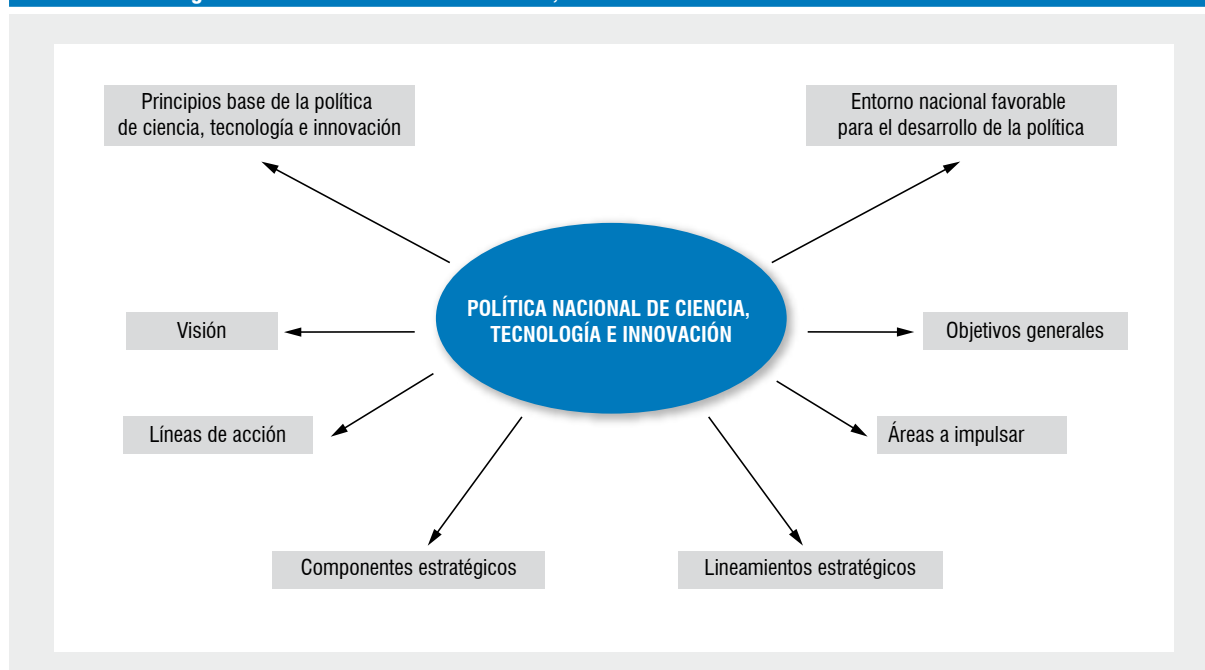 Principios base de la política
de ciencia, tecnología e innovación
Entorno nacional favorable
para el desarrollo de la política
POLÍTICA NACIONAL DE CIENCIA,
TECNOLOGÍA E INNOVACIÓN
Visión
Objetivos generales
Líneas de acción
Áreas a impulsar
Componentes estratégicos
Lineamientos estratégicos